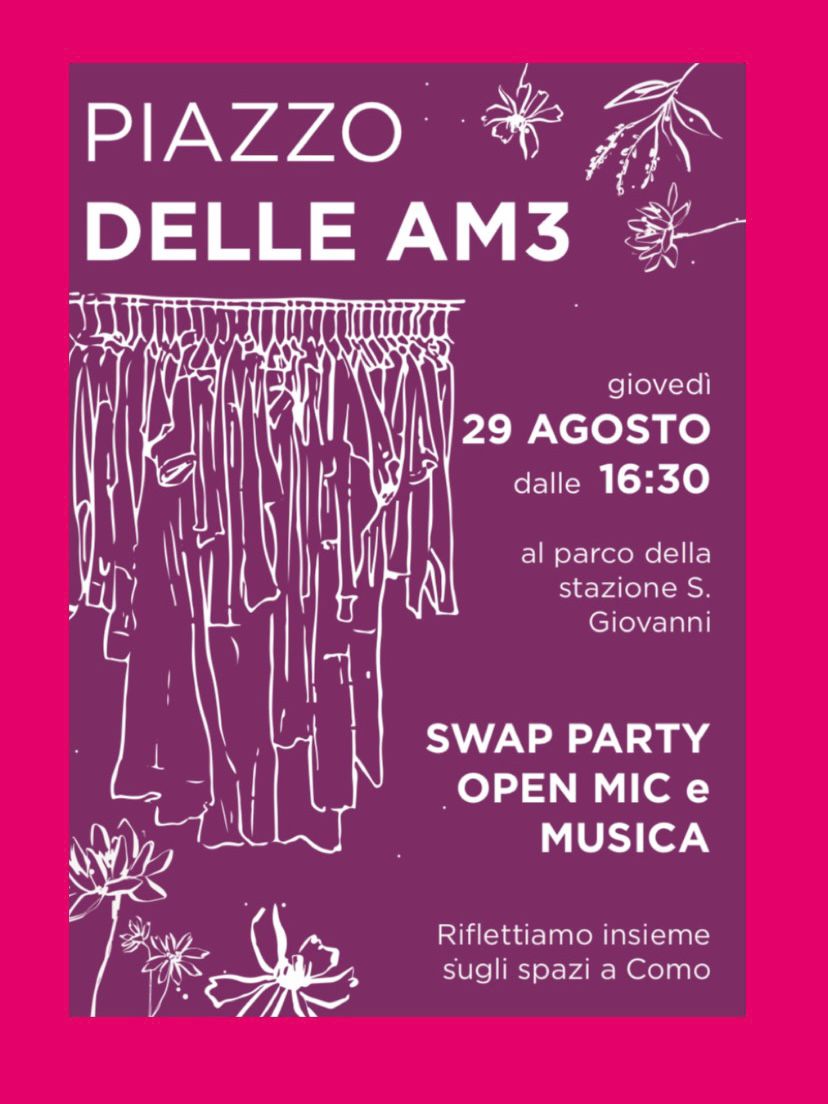 PIAZZO
DELLE AM3
giovedì
29 AGOSTO
dalle 16:30
al parco della
stazione S.
Giovanni
SWAP PARTY
OPEN MIC e
MUSICA
Riflettiamo insieme
sugli spazi a Como